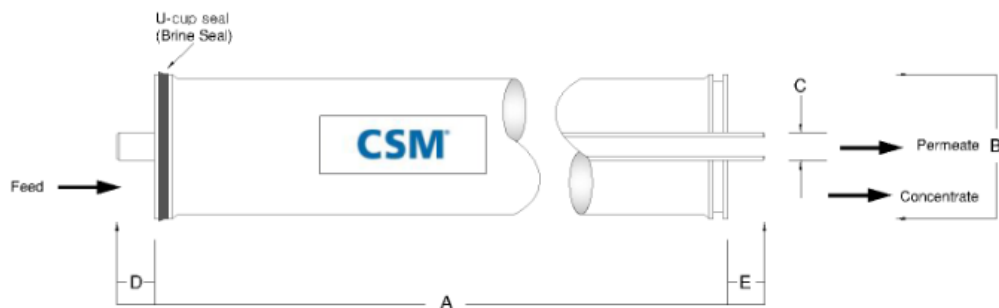 U-cup seal
(Brine Seal)
C
CSM®
Permeate
B
Feed
Concentrate
D
E
A